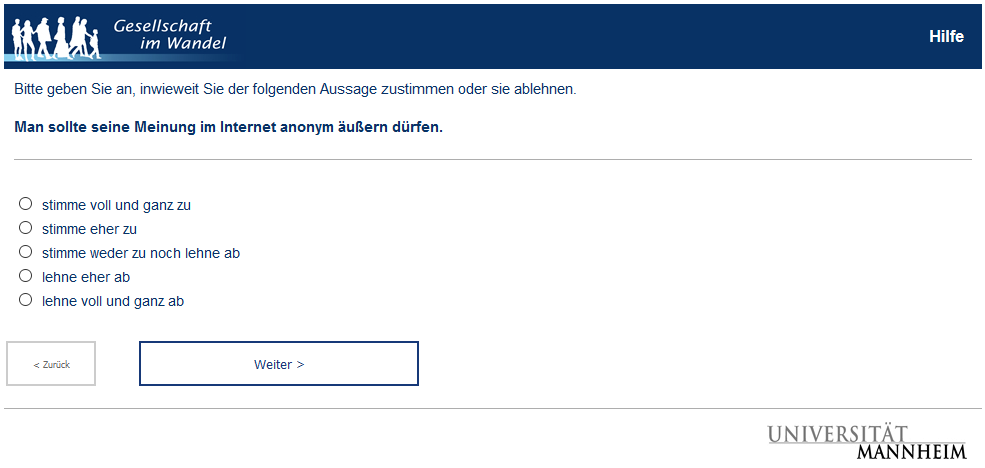 Gesellschaft
im Wandel
Hilfe
Bitte geben Sie an, inwieweit Sie der folgenden Aussage zustimmen oder sie ablehnen.
Man sollte seine Meinung im Internet anonym äußern dürfen.
stimme voll und ganz zu
stimme eher zu
stimme weder zu noch lehne ab
lehne eher ab
lehne voll und ganz ab
< Zurück
Weiter >
UNIVERSITÄT
MANNHEIM